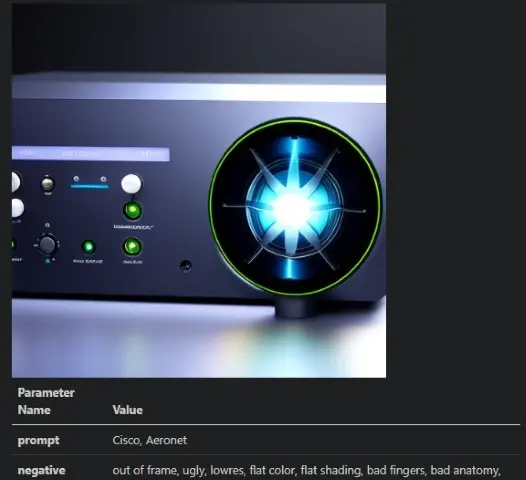 Parameter
Name
Value
prompt
Cisco, Aeronet
negative
out of frame, ugly, lowres, flat color, flat shading, bad fingers, bad anatomy,